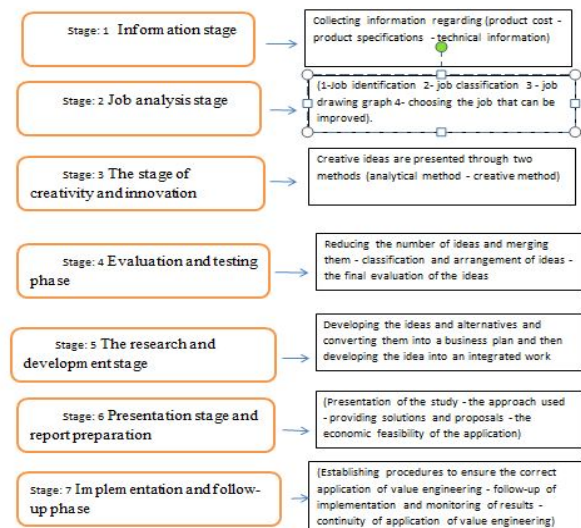 Stage: 1 Information stage
Collecting information regarding (product cost -
product specifications - technical information)
Stage: 2 Job analysis stage
(1-Job identification 2- job classification 3 - job
drawing graph 4- choosing the job that can be
improved).
Stage: 3 The stage of
creativity and innovation
Creative ideas are presented through two
methods (analytical method - creative method)
Stage: 4 Evaluation and testing
phase
Reducing the number of ideas and merging
them - classification and arrangement of ideas -
the final evaluation of the ideas
Stage: 5 The research and
development stage
Developing the ideas and alternatives and
converting them into a business plan and then
developing the idea into an integrated work
Stage: 6 Presentation stage and
report preparation
(Presentation of the study - the approach used
- providing solutions and proposals - the
economic feasibility of the application)
Stage: 7 Implementation and follow-
up phase
(Establishing procedures to ensure the correct
application of value engineering - follow-up of
implementation and monitoring of results -
continuity of application of value engineering)